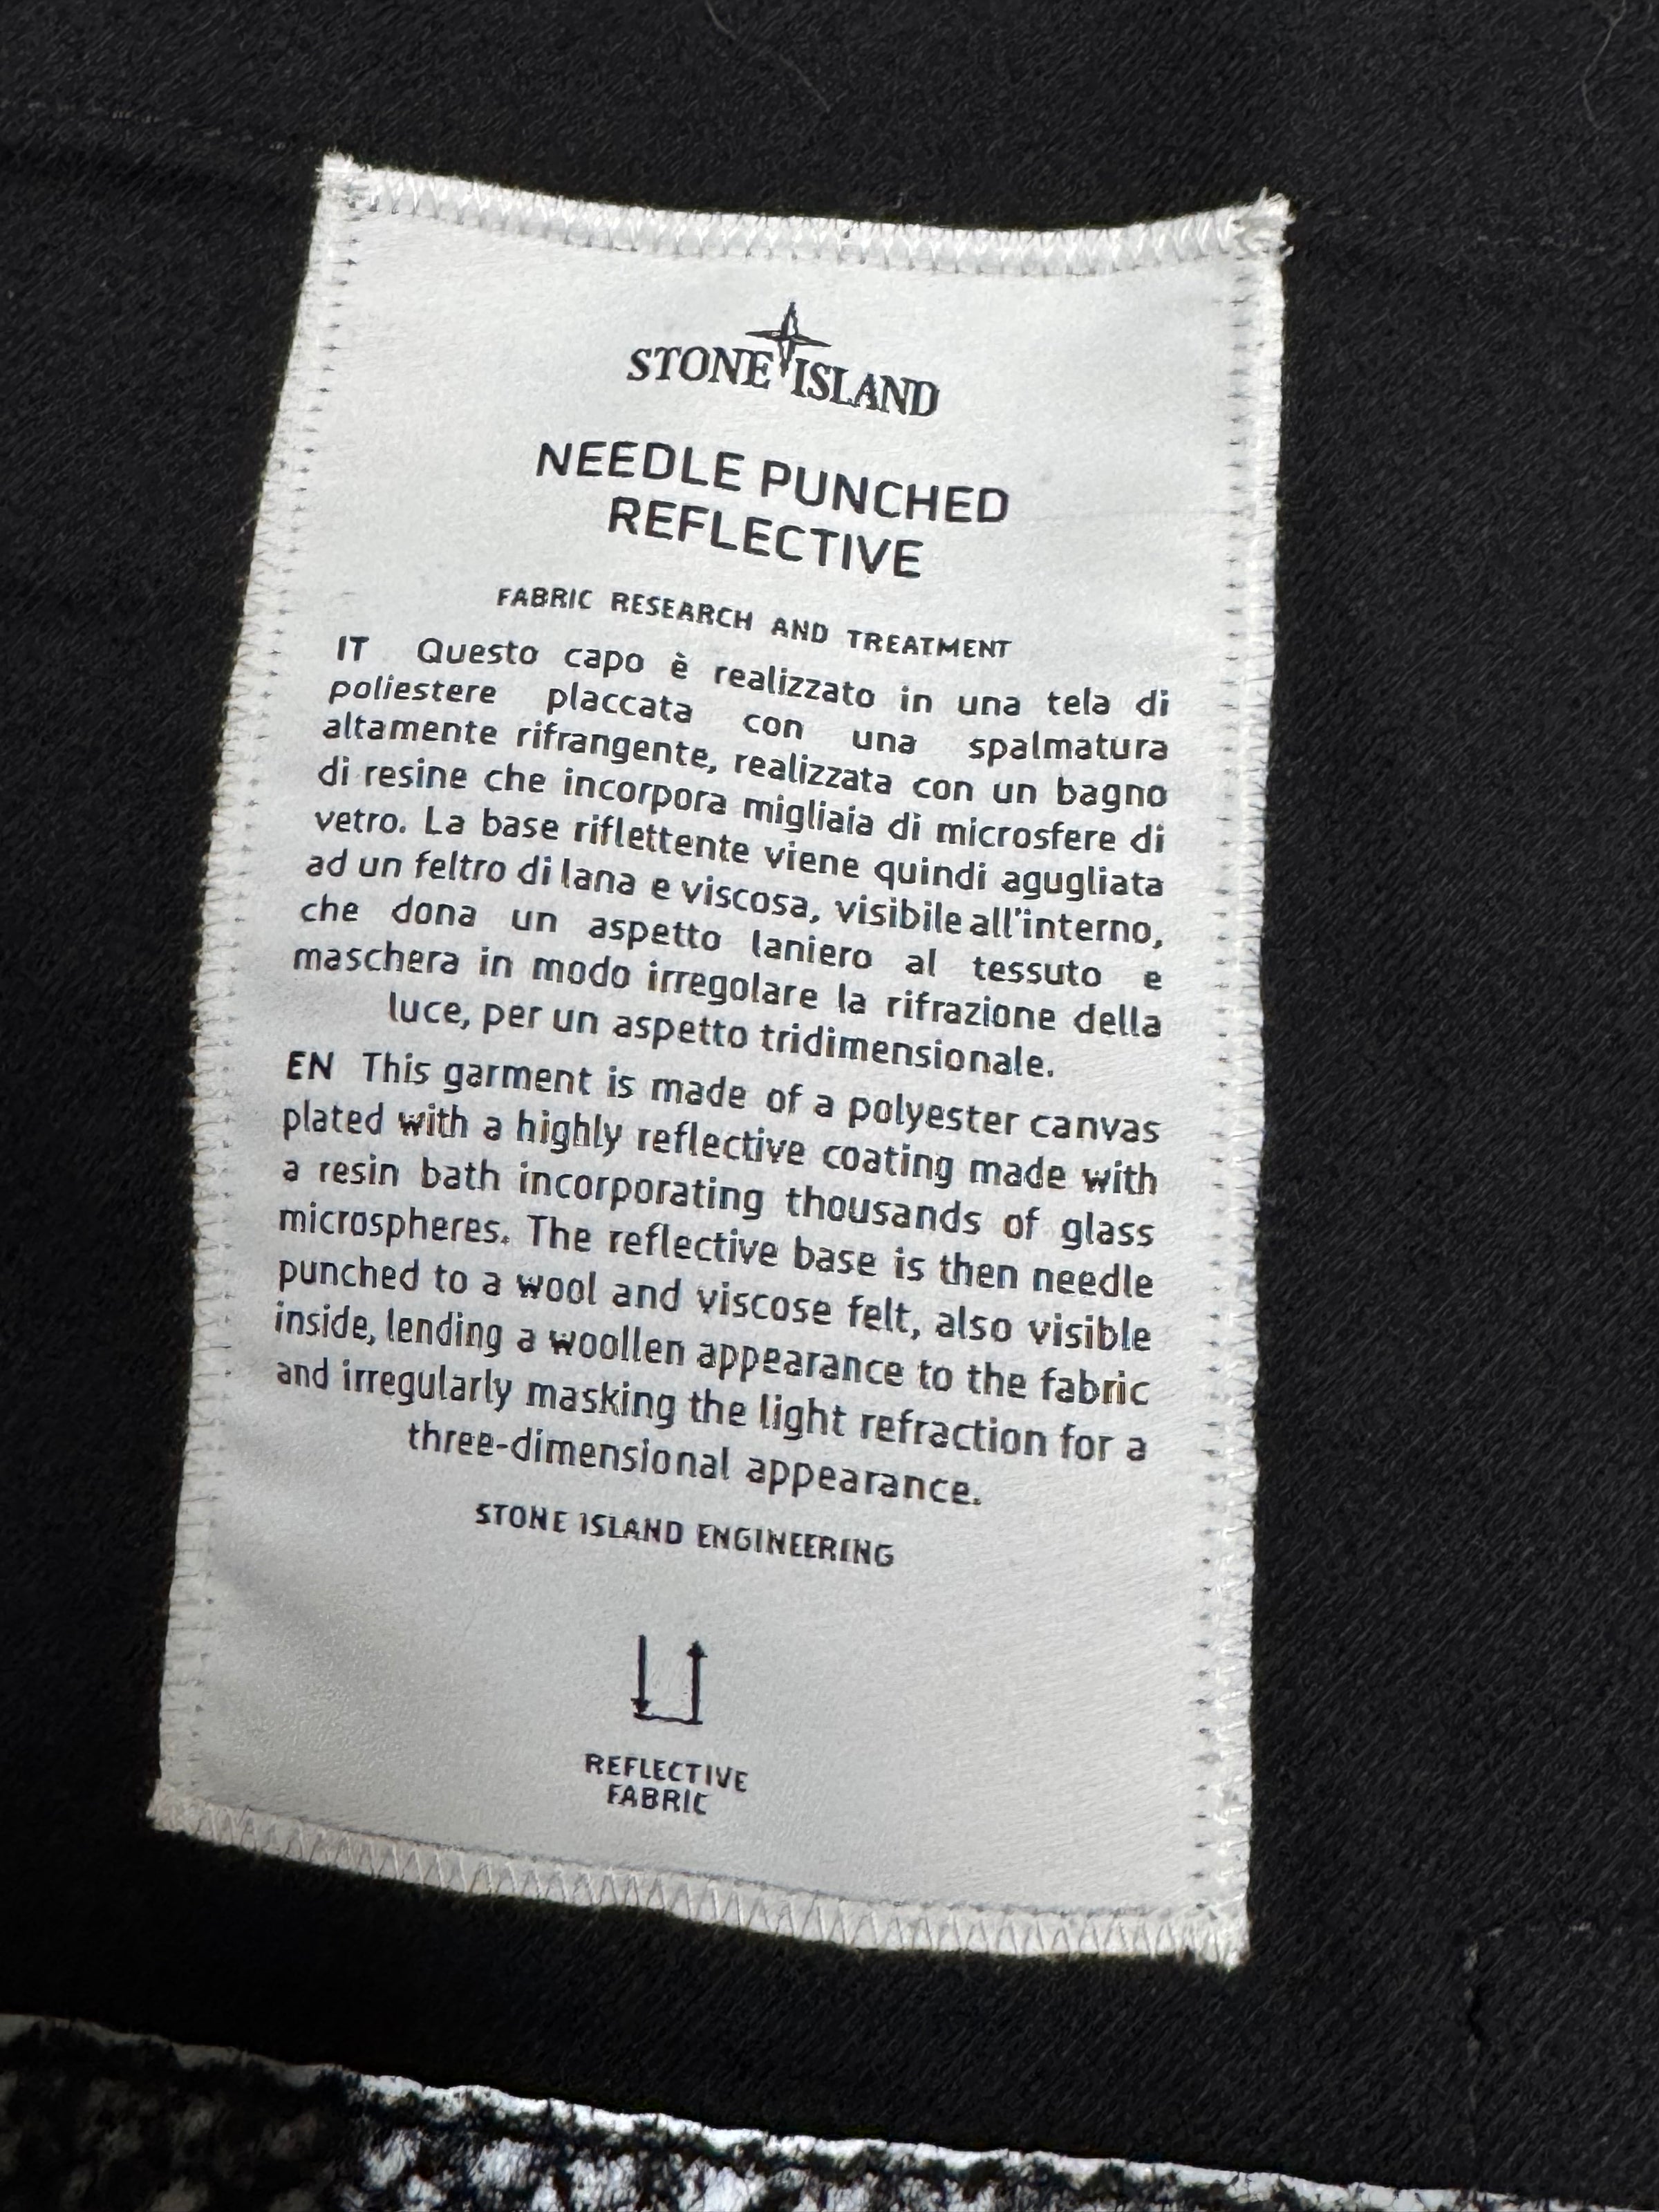 STONE ISLAND
NEEDLE PUNCHED
REFLECTIVE
FABRIC RESEARCH AND TREATMENT
IT Questo capo è realizzato in una tela di
poliestere placcata con una spalmatura
altamente rifrangente, realizzata con un bagno
di resine che incorpora migliaia di microsfere di
vetro. La base riflettente viene quindi agugliata
ad un feltro di lana e viscosa, visibile all'interno,
che dona un aspetto laniero al tessuto e
maschera in modo irregolare la rifrazione della
luce, per un aspetto tridimensionale.
EN This garment is made of a polyester canvas
plated with a highly reflective coating made with
a resin bath incorporating thousands of glass
microspheres. The reflective base is then needle
punched to a wool and viscose felt, also visible
inside, lending a woollen appearance to the fabric
and irregularly masking the light refraction for a
three-dimensional appearance.
STONE ISLAND ENGINEERING
REFLECTIVE
FABRIC